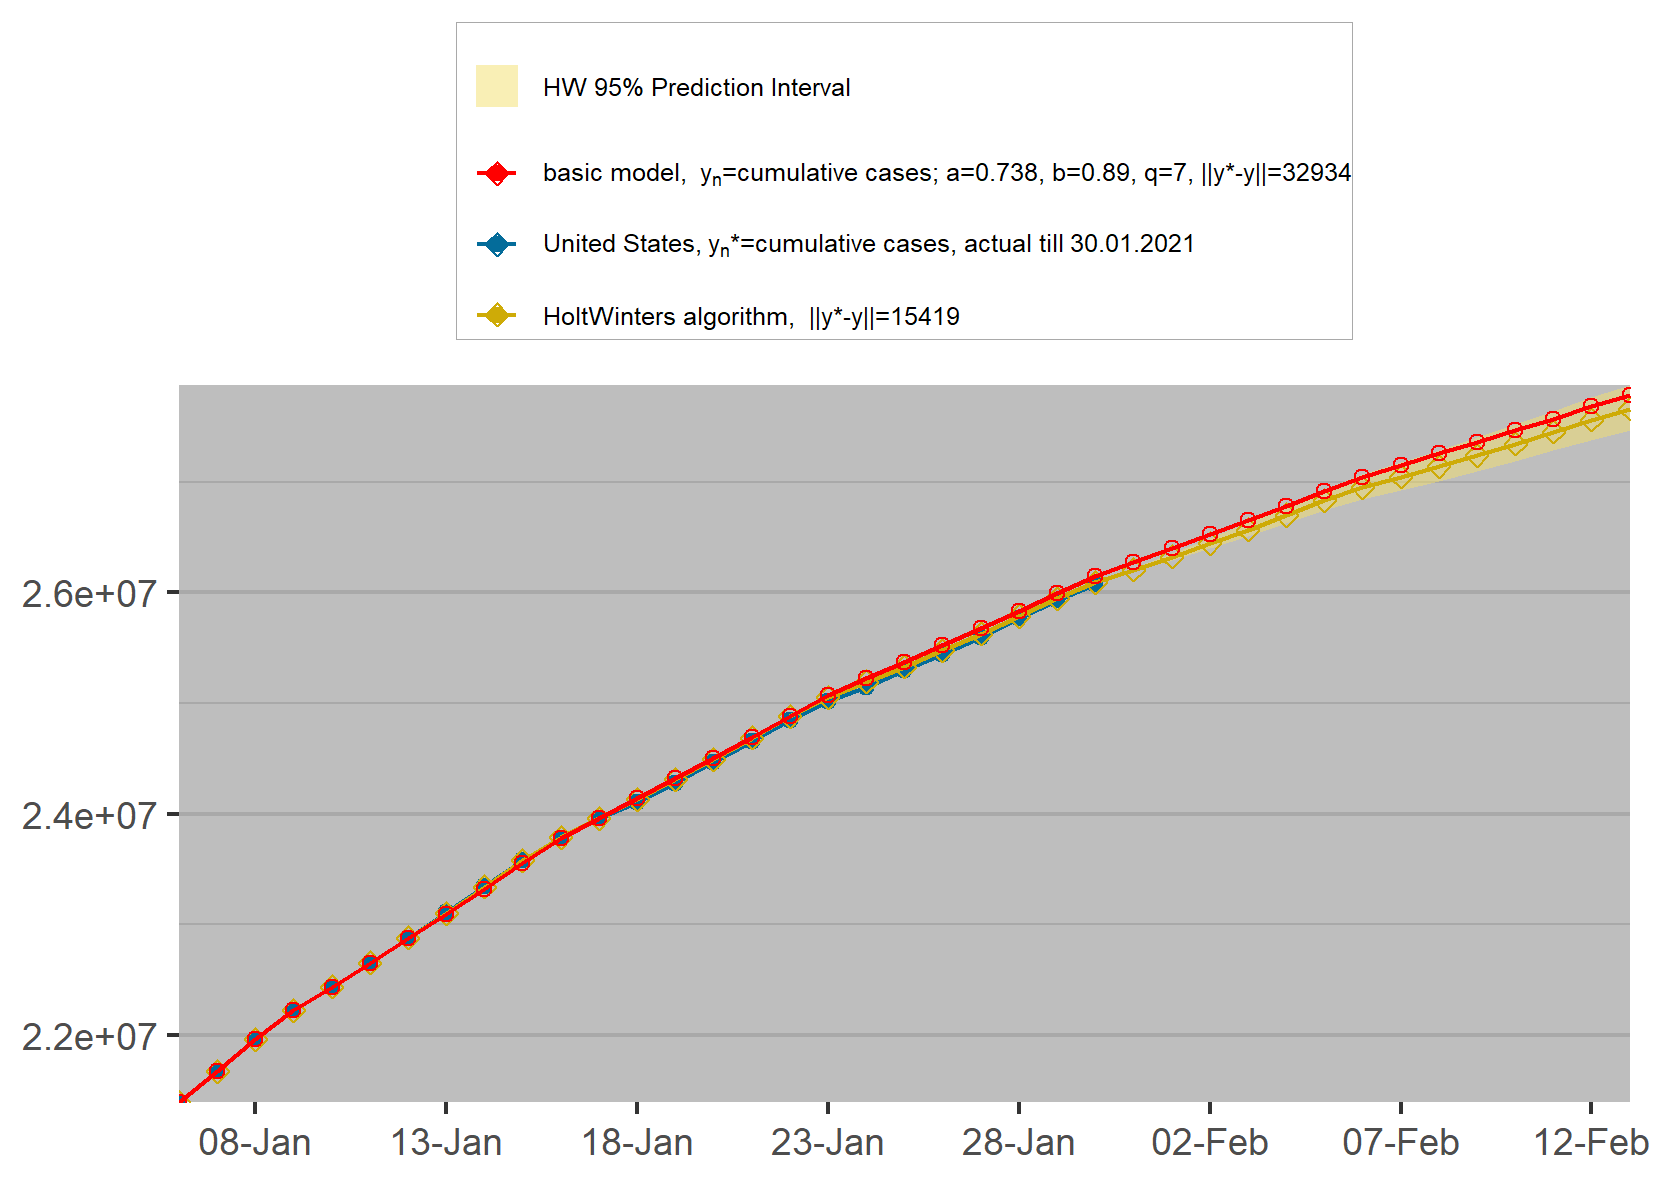 HW 95% Prediction Interval
basic model,  yₙ=cumulative cases; a=0.738, b=0.89, q=7, ||y*-y||=32934
United States, yₙ*=cumulative cases, actual till 30.01.2021
HoltWinters algorithm,  ||y*-y||=15419
2.6e+07
2.4e+07
2.2e+07
08-Jan 13-Jan 18-Jan 23-Jan 28-Jan 02-Feb 07-Feb 12-Feb